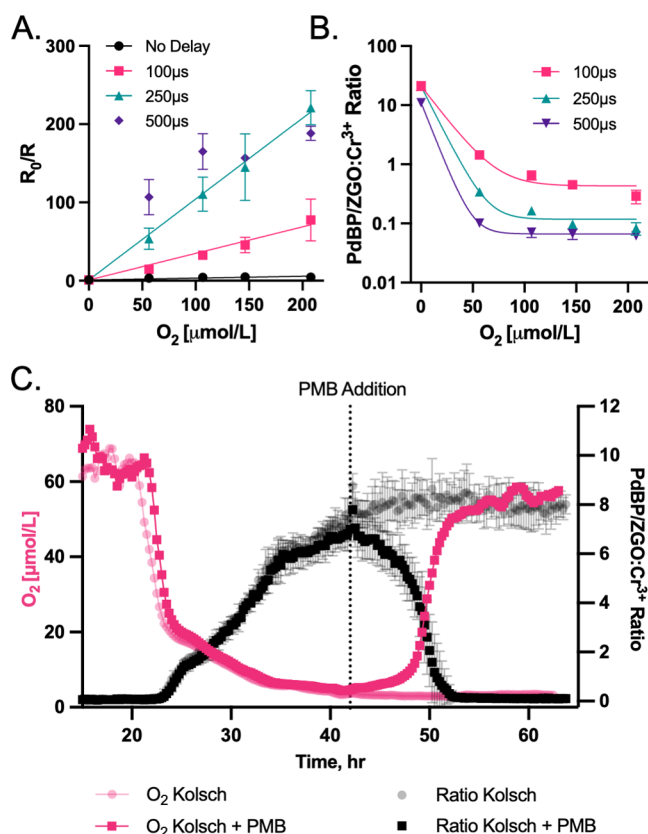 A.
No Delay
100µs
250µs
500µs
300
200
100
0
R₀/R
0 50 100 150 200
O₂ [µmol/L]
B.
100µs
250µs
500µs
100
10
1
0.1
0.01
PdBP/ZGO:Cr³⁺ Ratio
0 50 100 150 200
O₂ [µmol/L]
C.
PMB Addition
80
60
40
20
0
O₂ [µmol/L]
12
10
8
6
4
2
0
PdBP/ZGO:Cr³⁺ Ratio
20 30 40 50 60
Time, hr
O₂ Kolsch
Ratio Kolsch
O₂ Kolsch + PMB
Ratio Kolsch + PMB